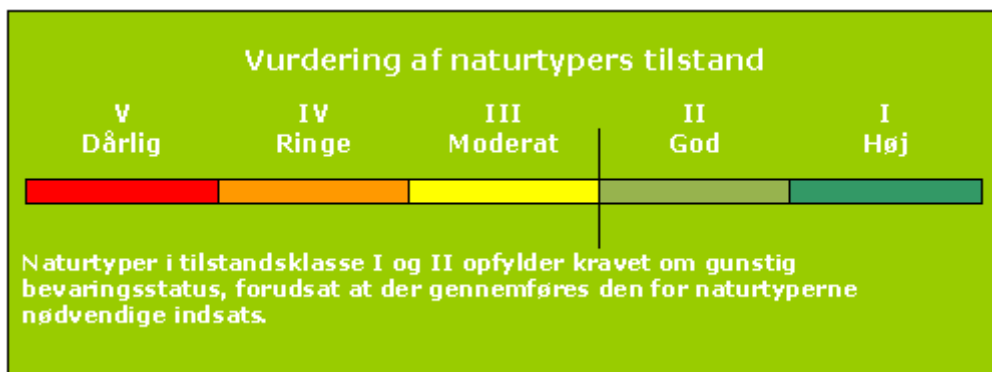 Vurdering af naturtypers tilstand
V IV III II I
Dårlig Ringe Moderat God Høj
Naturtyper i tilstandsklasse I og II opfylder kravet om gunstig
bevaringsstatus, forudsat at der gennemføres den for naturtyperne
nødvendige indsats.